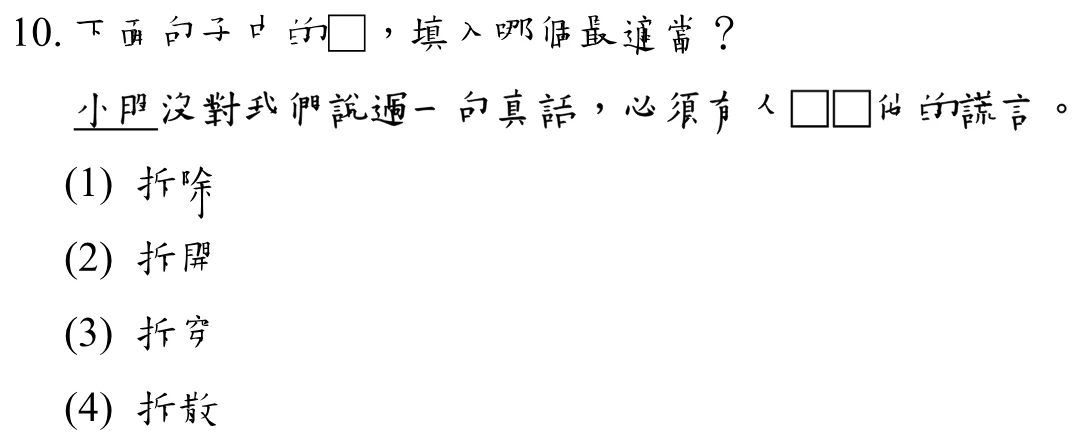 10. 下面句子中的□，填入哪個最適當？
小明沒對我們說過一句真話，必須有人□□他的謊言。
(1) 拆除
(2) 拆開
(3) 拆穿
(4) 拆散